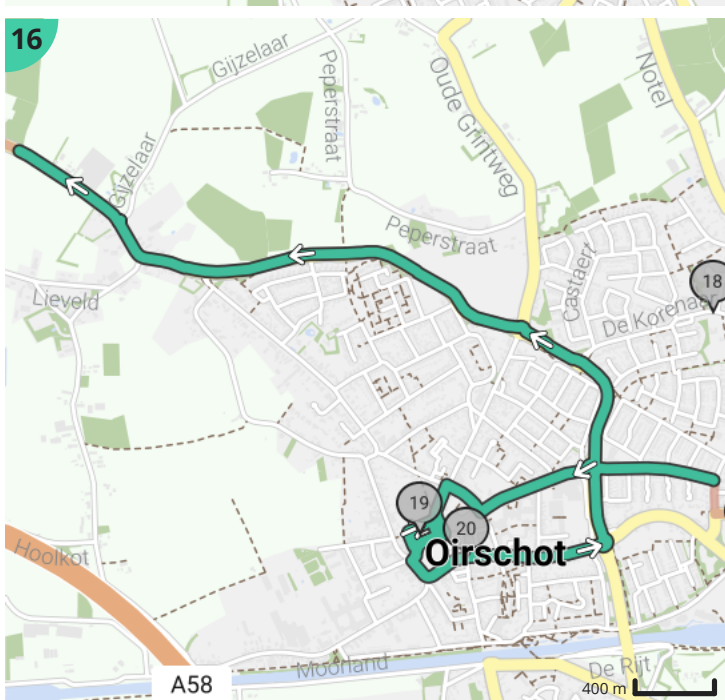 16
Gijzelaar
Peperstraat
Oude Grintweg
Notel
Gijzelaar
Peperstraat
Castaert
18
De Korenaar
Lieveld
19
20
Oirschot
Hoolkot
Moorland
De Rijt
A58
400 m